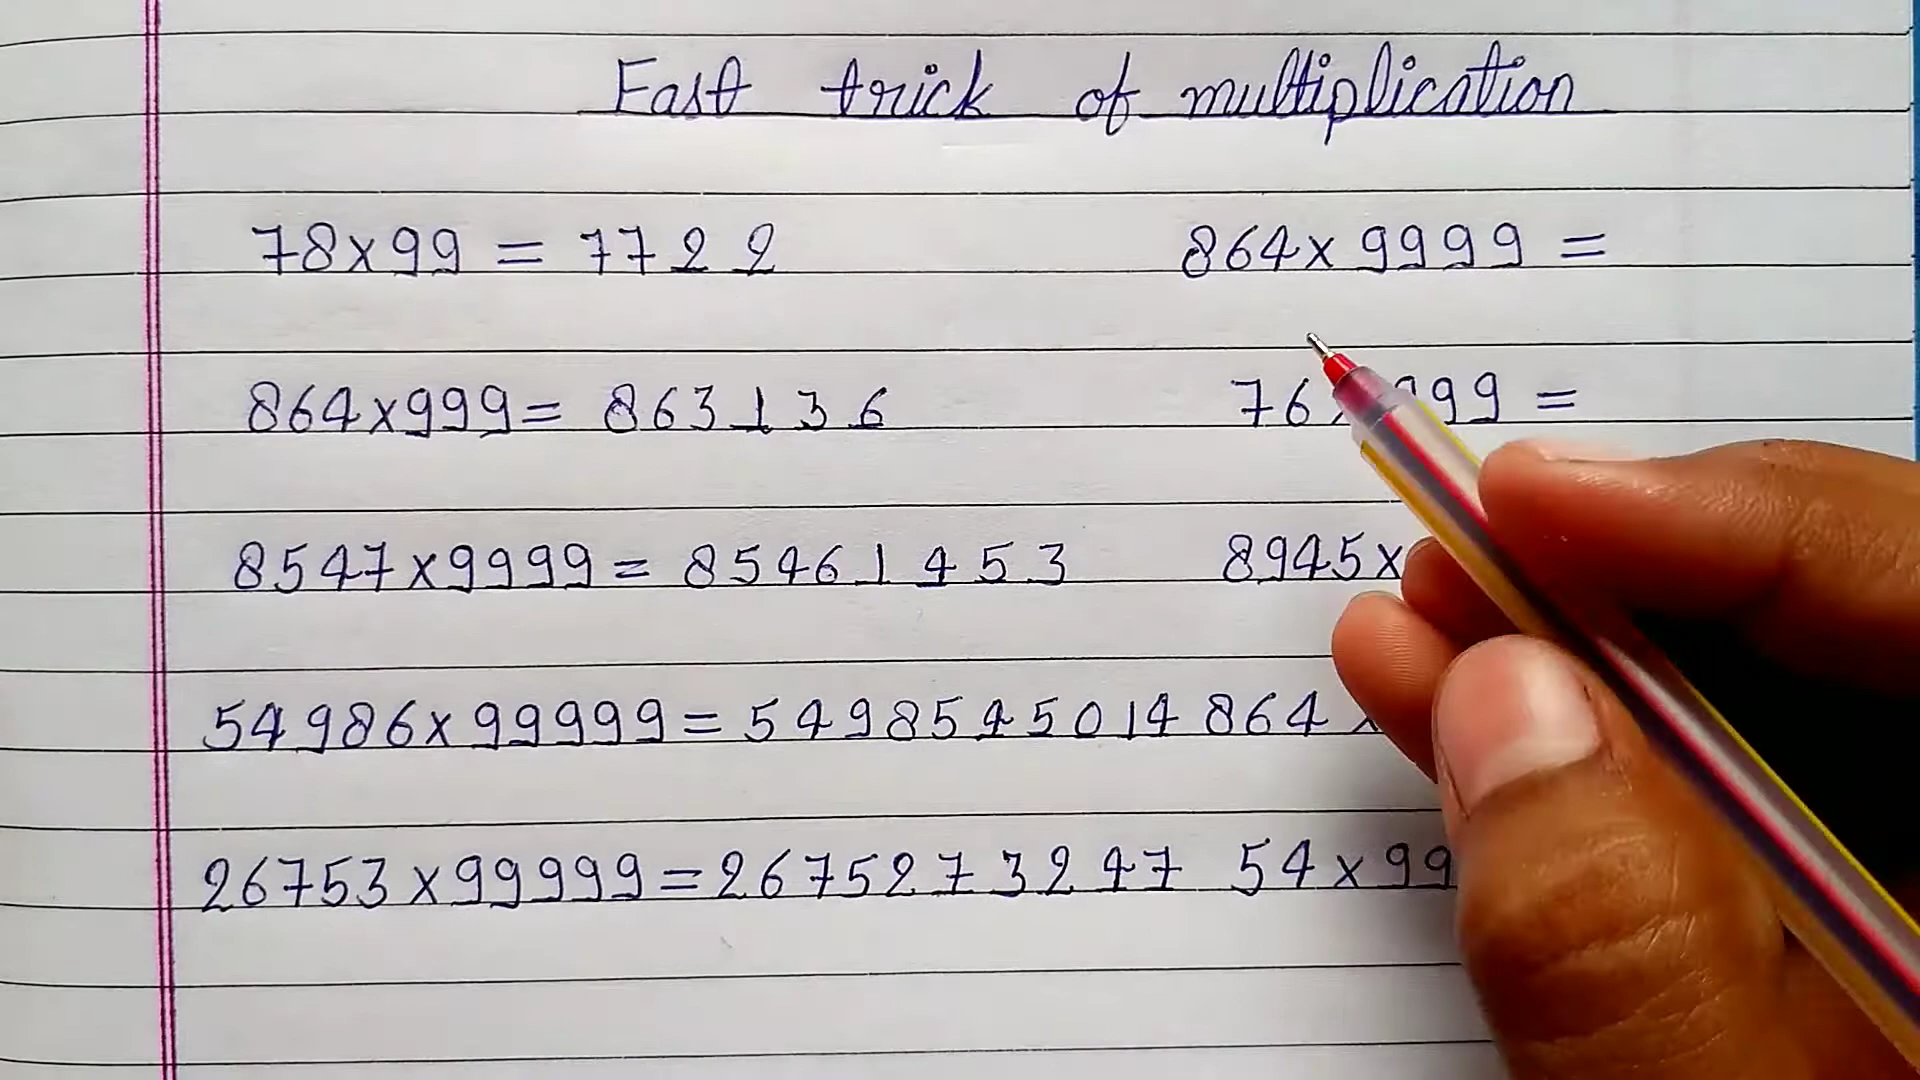 Fast trick of multiplication
78x99 = 7722
864x9999 =
864x999= 863136
76
999 =
8547x9999= 85461453
8945x
54986x99999= 5498545014
864
26753x99999=2675273247
54x99